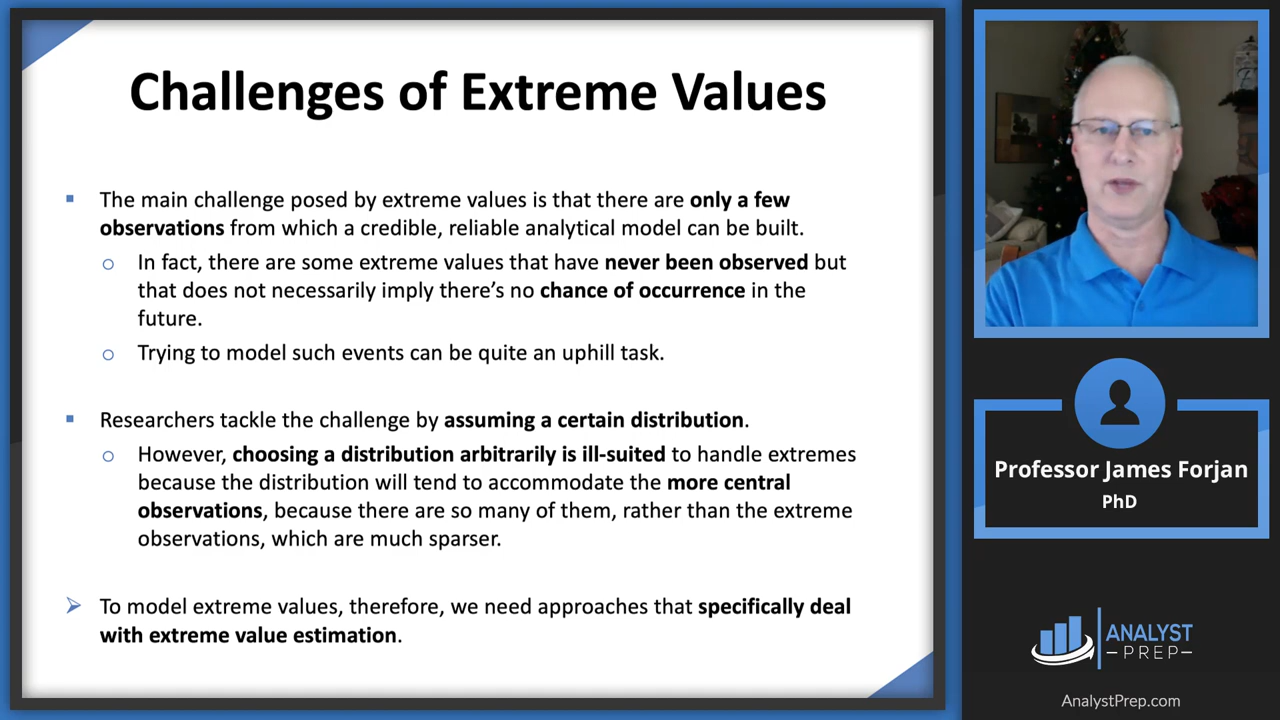 Challenges of Extreme Values
The main challenge posed by extreme values is that there are only a few
observations from which a credible, reliable analytical model can be built.
In fact, there are some extreme values that have never been observed but
that does not necessarily imply there’s no chance of occurrence in the
future.
Trying to model such events can be quite an uphill task.
Researchers tackle the challenge by assuming a certain distribution.
However, choosing a distribution arbitrarily is ill-suited to handle extremes
because the distribution will tend to accommodate the more central
observations, because there are so many of them, rather than the extreme
observations, which are much sparser.
To model extreme values, therefore, we need approaches that specifically deal
with extreme value estimation.
Professor James Forjan
PhD
ANALYST
PREP
AnalystPrep.com